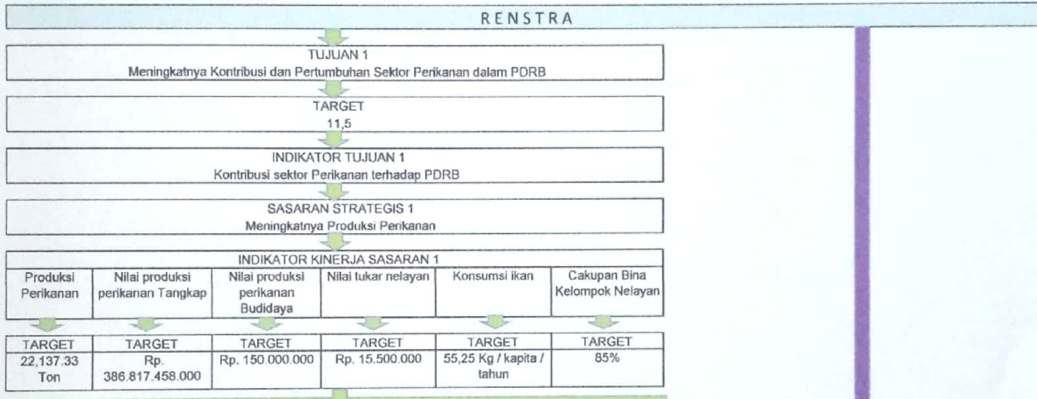 RENSTRA
TUJUAN 1
Meningkatnya Kontribusi dan Pertumbuhan Sektor Perikanan dalam PDRB
TARGET
11,5
INDIKATOR TUJUAN 1
Kontribusi sektor Perikanan terhadap PDRB
SASARAN STRATEGIS 1
Meningkatnya Produksi Perikanan
INDIKATOR KINERJA SASARAN 1
Produksi
Perikanan
Nilai produksi
perikanan Tangkap
Nilai produksi
perikanan
Budidaya
Nilai tukar nelayan
Konsumsi ikan
Cakupan Bina
Kelompok Nelayan
TARGET
22,137.33
Ton
TARGET
Rp.
386.817.458.000
TARGET
Rp. 150.000.000
TARGET
Rp. 15.500.000
TARGET
55,25 Kg / kapita /
tahun
TARGET
85%